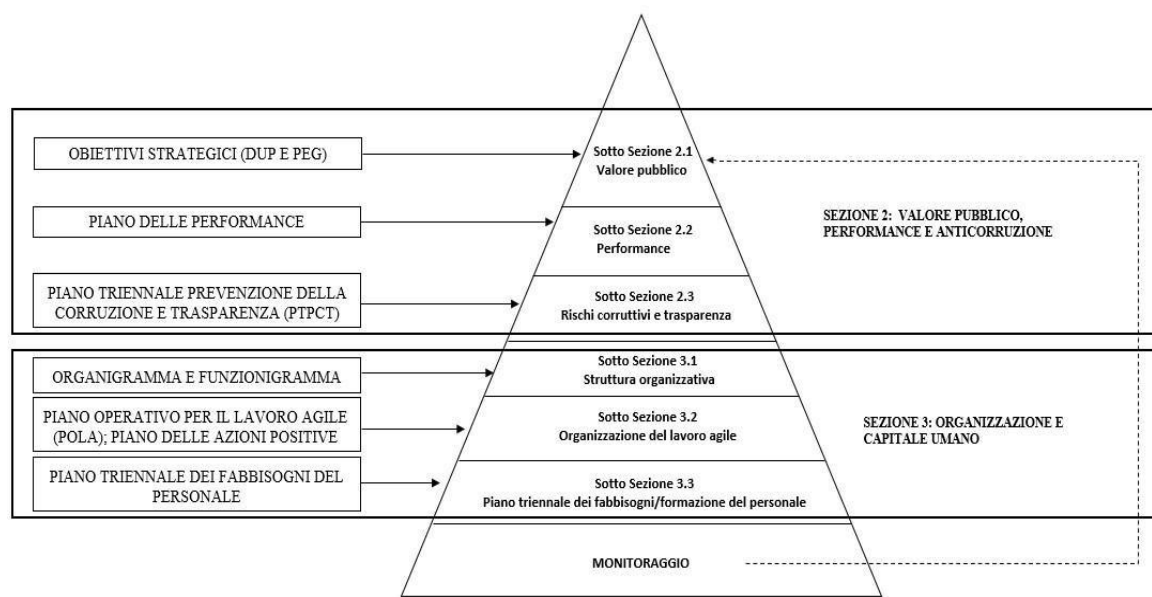 OBIETTIVI STRATEGICI (DUP E PEG)
Sotto Sezione 2.1
Valore pubblico
PIANO DELLE PERFORMANCE
Sotto Sezione 2.2
Performance
SEZIONE 2: VALORE PUBBLICO,
PERFORMANCE E ANTICORRUZIONE
PIANO TRIENNALE PREVENZIONE DELLA
CORRUZIONE E TRASPARENZA (PTPCT)
Sotto Sezione 2.3
Rischi corruttivi e trasparenza
ORGANIGRAMMA E FUNZIONIGRAMMA
Sotto Sezione 3.1
Struttura organizzativa
PIANO OPERATIVO PER IL LAVORO AGILE
(POLA); PIANO DELLE AZIONI POSITIVE
Sotto Sezione 3.2
Organizzazione del lavoro agile
SEZIONE 3: ORGANIZZAZIONE E
CAPITALE UMANO
PIANO TRIENNALE DEI FABBISOGNI DEL
PERSONALE
Sotto Sezione 3.3
Piano triennale dei fabbisogni/formazione del personale
MONITORAGGIO